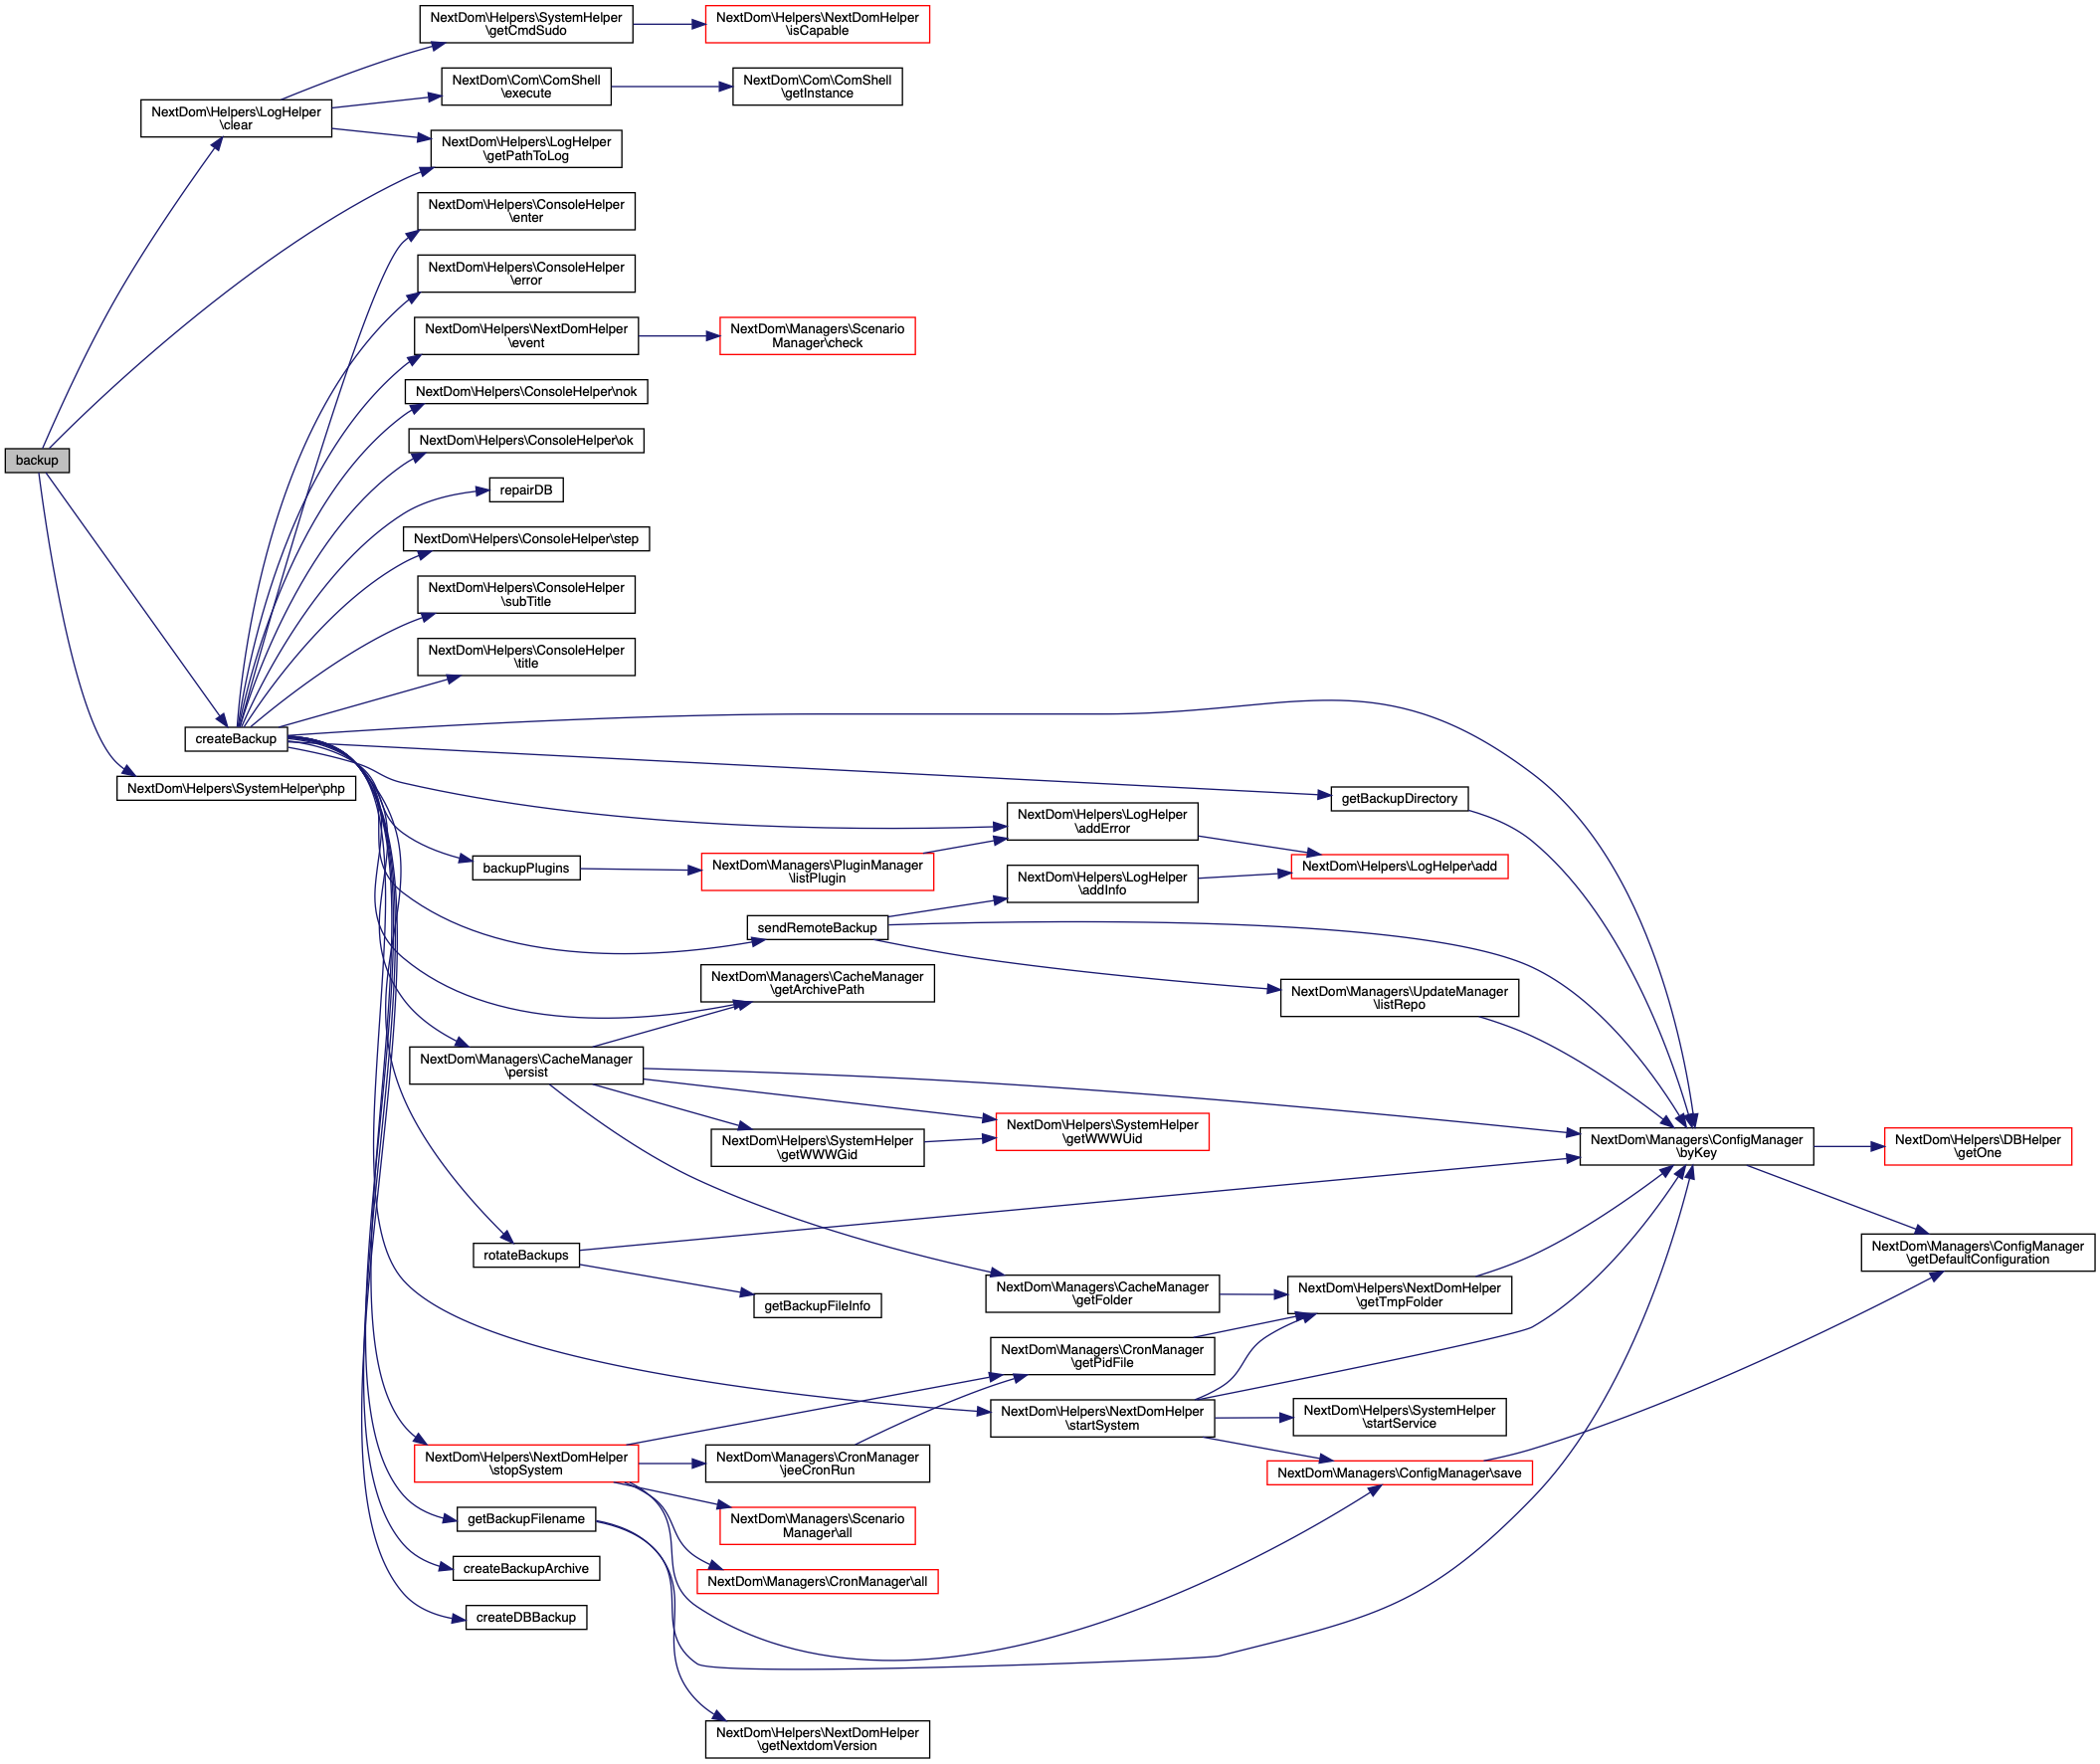 NextDom\Helpers\SystemHelper
\getCmdSudo
NextDom\Helpers\NextDomHelper
\isCapable
NextDom\Com\ComShell
\execute
NextDom\Com\ComShell
\getInstance
NextDom\Helpers\LogHelper
\clear
NextDom\Helpers\LogHelper
\getPathToLog
NextDom\Helpers\ConsoleHelper
\enter
NextDom\Helpers\ConsoleHelper
\error
NextDom\Helpers\NextDomHelper
\event
NextDom\Managers\Scenario
Manager\check
NextDom\Helpers\ConsoleHelper\nok
NextDom\Helpers\ConsoleHelper\ok
backup
repairDB
NextDom\Helpers\ConsoleHelper\step
NextDom\Helpers\ConsoleHelper
\subTitle
NextDom\Helpers\ConsoleHelper
\title
createBackup
NextDom\Helpers\SystemHelper\php
getBackupDirectory
NextDom\Helpers\LogHelper
\addError
backupPlugins
NextDom\Managers\PluginManager
\listPlugin
NextDom\Helpers\LogHelper\add
NextDom\Helpers\LogHelper
\addInfo
sendRemoteBackup
NextDom\Managers\CacheManager
\getArchivePath
NextDom\Managers\UpdateManager
\listRepo
NextDom\Managers\CacheManager
\persist
NextDom\Helpers\SystemHelper
\getWWWUid
NextDom\Helpers\SystemHelper
\getWWWGid
NextDom\Managers\ConfigManager
\byKey
NextDom\Helpers\DBHelper
\getOne
rotateBackups
NextDom\Managers\ConfigManager
\getDefaultConfiguration
getBackupFileInfo
NextDom\Managers\CacheManager
\getFolder
NextDom\Helpers\NextDomHelper
\getTmpFolder
NextDom\Managers\CronManager
\getPidFile
NextDom\Helpers\NextDomHelper
\startSystem
NextDom\Helpers\SystemHelper
\startService
NextDom\Helpers\NextDomHelper
\stopSystem
NextDom\Managers\CronManager
\jeeCronRun
NextDom\Managers\ConfigManager\save
getBackupFilename
NextDom\Managers\Scenario
Manager\all
createBackupArchive
NextDom\Managers\CronManager\all
createDBBackup
NextDom\Helpers\NextDomHelper
\getNextdomVersion